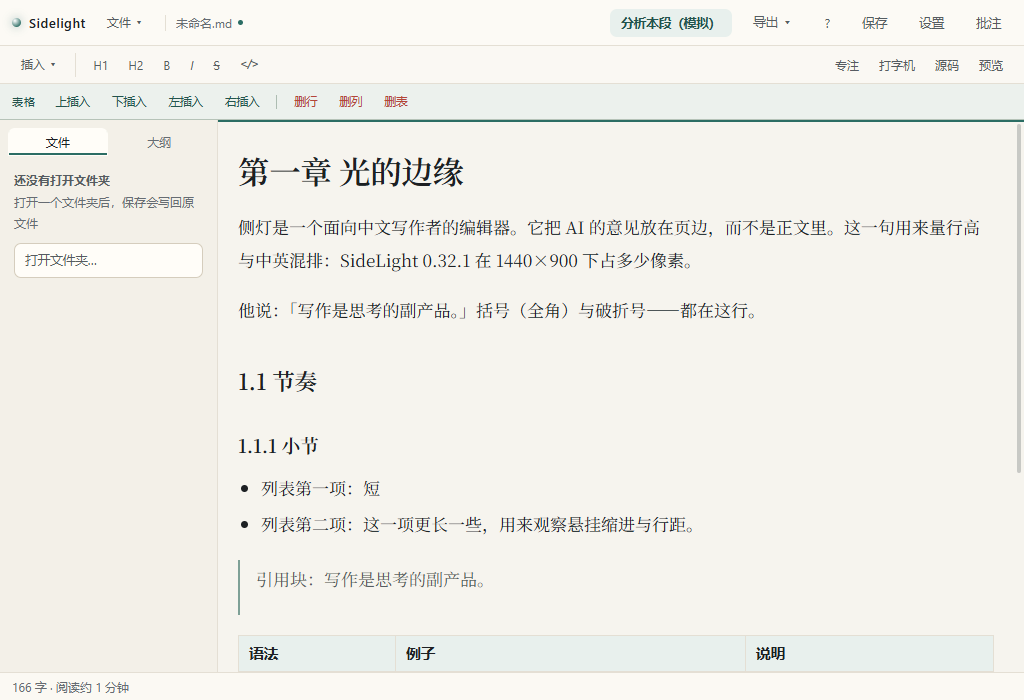 Sidelight 文件 未命名.md 分析本段（模拟） 导出 ? 保存 设置 批注
插入 H1 H2 B I S </> 专注 打字机 源码 预览
表格 上插入 下插入 左插入 右插入 删行 删列 删表
文件 大纲
还没有打开文件夹
打开一个文件夹后，保存会写回原
文件
打开文件夹...
第一章 光的边缘
侧灯是一个面向中文写作者的编辑器。它把 AI 的意见放在页边，而不是正文里。这一句用来量行高
与中英混排：SideLight 0.32.1 在 1440×900 下占多少像素。
他说：「写作是思考的副产品。」括号（全角）与破折号——都在这行。
1.1 节奏
1.1.1 小节
列表第一项：短
列表第二项：这一项更长一些，用来观察悬挂缩进与行距。
引用块：写作是思考的副产品。
语法 例子 说明
166 字 · 阅读约 1 分钟